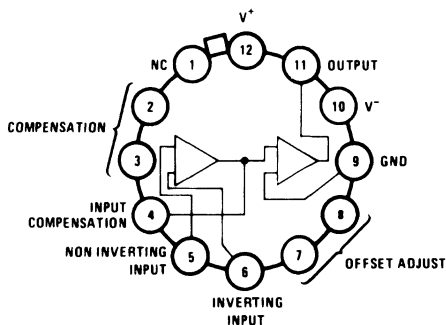 V+
12
NC
1
11
OUTPUT
2
10
V−
COMPENSATION
3
9
GND
INPUT
COMPENSATION
4
8
NON INVERTING
INPUT
5
7
OFFSET ADJUST
6
INVERTING
INPUT